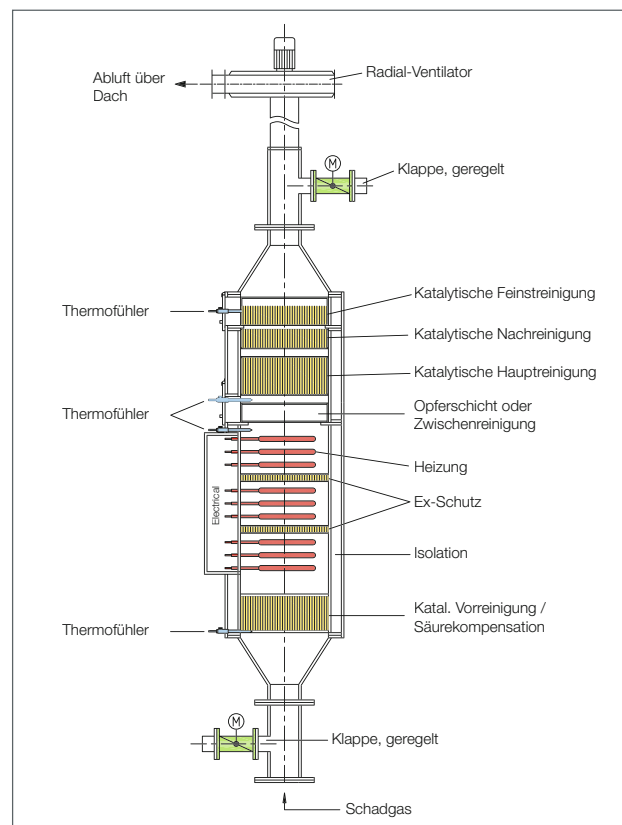 Radial-Ventilator
Abluft über
Dach
M
Klappe, geregelt
Katalytische Feinstreinigung
Thermofühler
Katalytische Nachreinigung
Katalytische Hauptreinigung
Thermofühler
Opferschicht oder
Zwischenreinigung
Heizung
Electrical
Ex-Schutz
Isolation
Katal. Vorreinigung /
Säurekompensation
Thermofühler
M
Klappe, geregelt
Schadgas